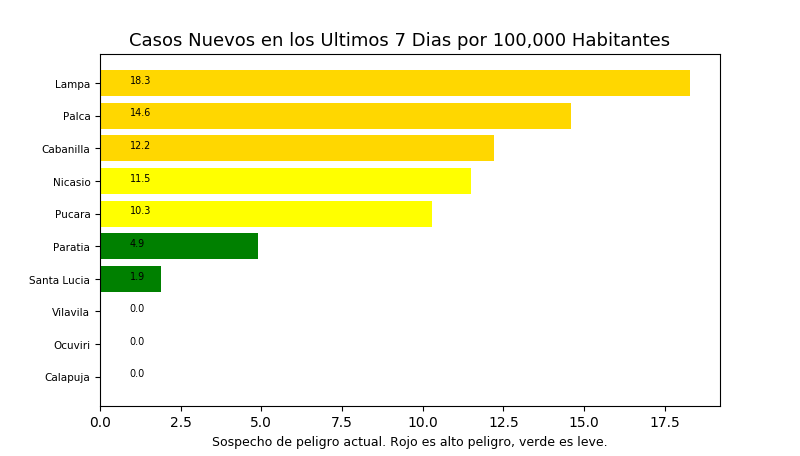 Casos Nuevos en los Ultimos 7 Dias por 100,000 Habitantes
Lampa 18.3
Palca 14.6
Cabanilla 12.2
Nicasio 11.5
Pucara 10.3
Paratia 4.9
Santa Lucia 1.9
Vilavila 0.0
Ocuviri 0.0
Calapuja 0.0
0.0 2.5 5.0 7.5 10.0 12.5 15.0 17.5
Sospecho de peligro actual. Rojo es alto peligro, verde es leve.